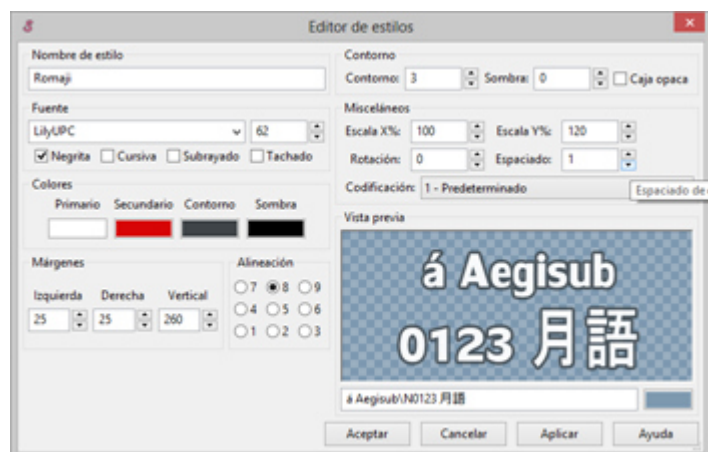 Editor de estilos
Nombre de estilo
Romaji
Fuente
LilyUPC 62
Negrita Cursiva Subrayado Tachado
Colores
Primario Secundario Contorno Sombra
Márgenes
Izquierda Derecha Vertical
25 25 260
Alineación
7 8 9
4 5 6
1 2 3
Contorno
Contorno: 3 Sombra: 0 Caja opaca
Misceláneos
Escala X%: 100 Escala Y%: 120
Rotación: 0 Espaciado: 1
Codificación: 1 - Predeterminado
Espaciado de
Vista previa
á Aegisub
0123 月語
á Aegisub\N0123 月語
Aceptar Cancelar Aplicar Ayuda